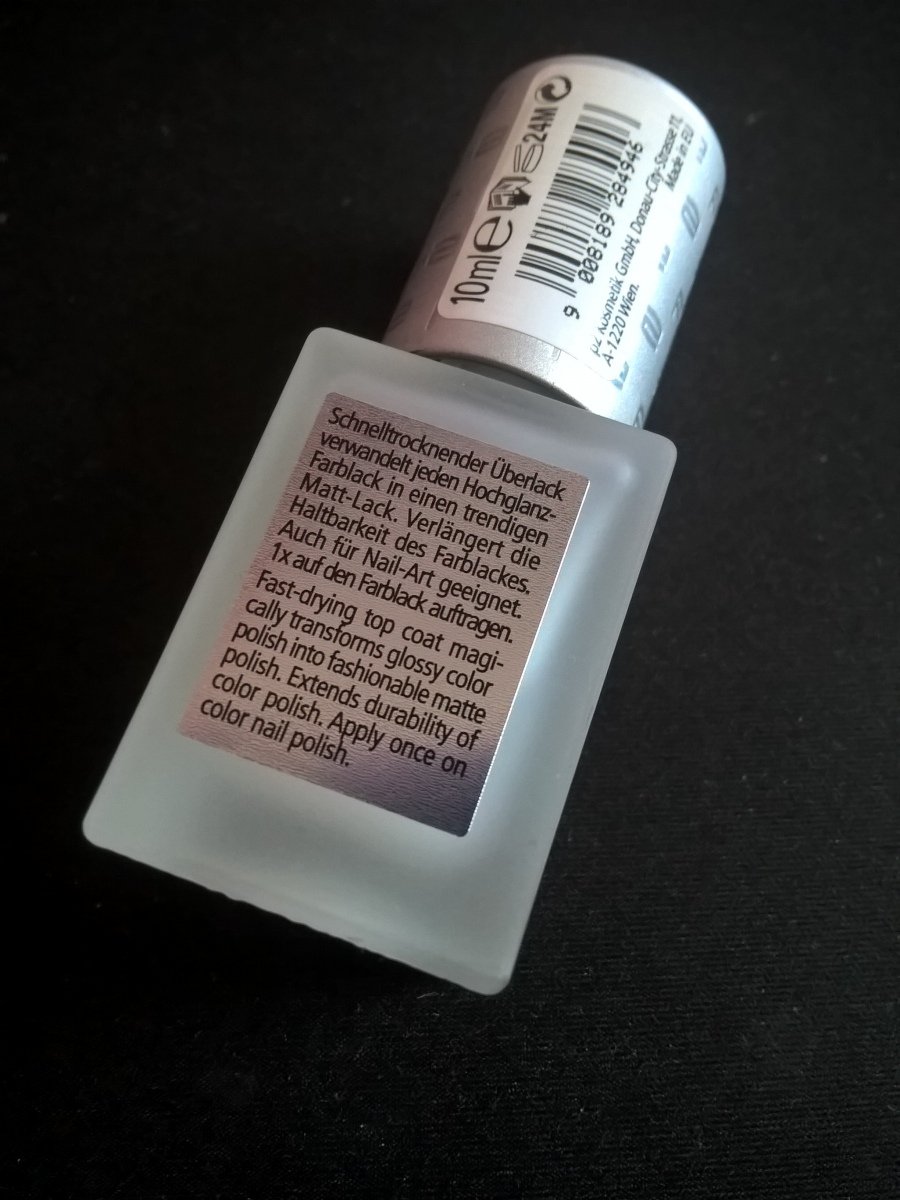 10ml e 24M
9 008189 284946
pz kosmetik GmbH, Donau-City-Strasse 11,
A-1220 Wien. Made in EU
Schnelltrocknender Überlack
verwandelt jeden Hochglanz-
Farblack in einen trendigen
Matt-Lack. Verlängert die
Haltbarkeit des Farblackes.
Auch für Nail-Art geeignet.
1x auf den Farblack auftragen.
Fast-drying top coat magi-
cally transforms glossy color
polish into fashionable matte
polish. Extends durability of
color polish. Apply once on
color nail polish.